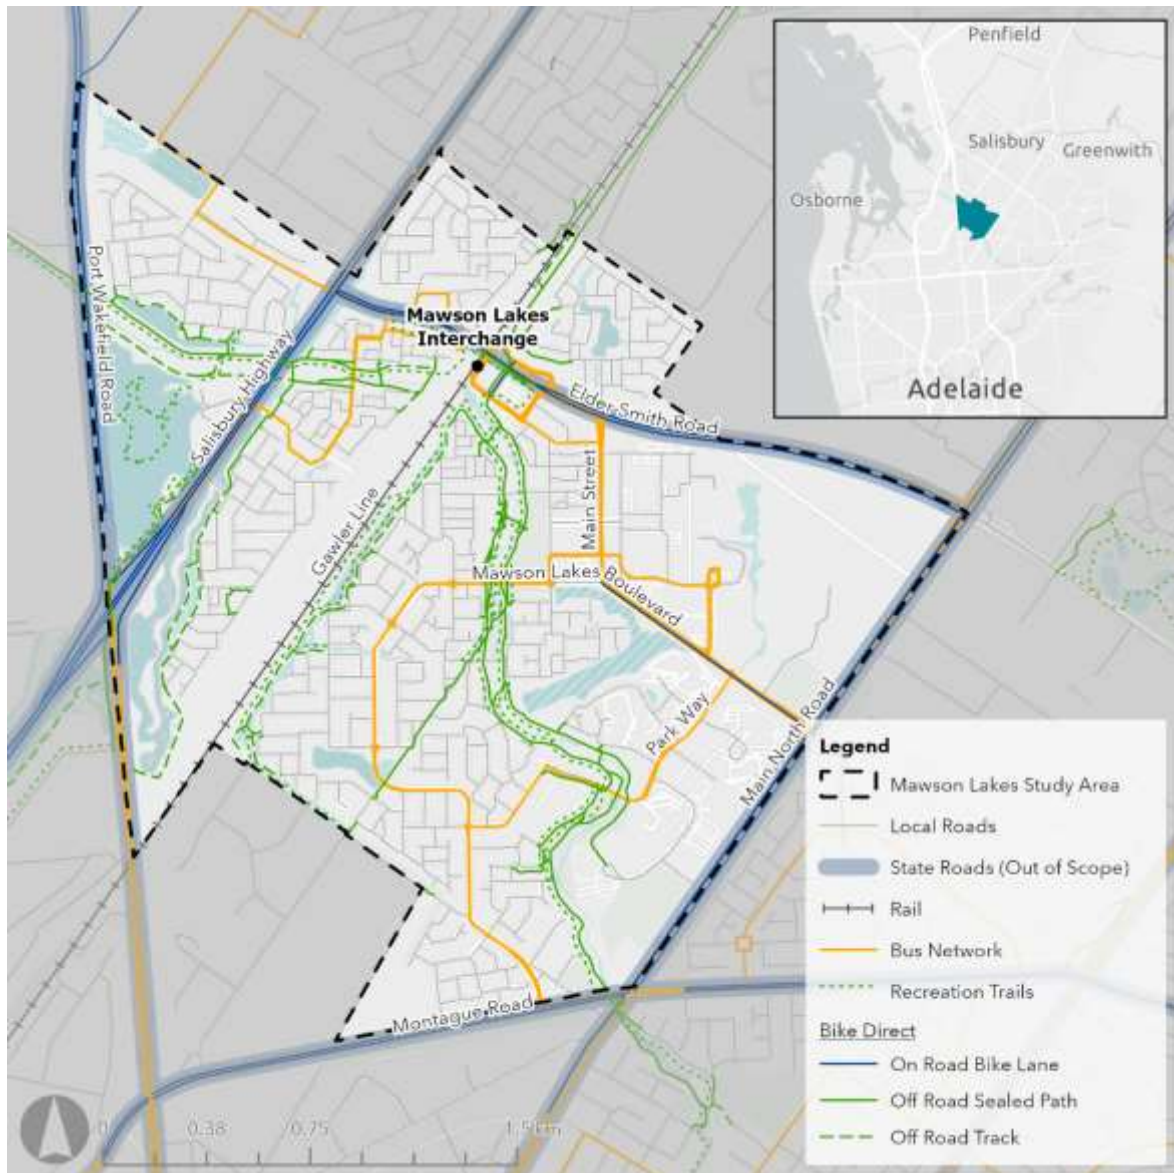 Penfield
Salisbury
Greenwith
Osborne
Adelaide
Port Wakefield Road
Salisbury Highway
Mawson Lakes
Interchange
Elder Smith Road
Gawler Line
Main Street
Mawson Lakes Boulevard
Park Way
Main North Road
Montague Road
Legend
Mawson Lakes Study Area
Local Roads
State Roads (Out of Scope)
Rail
Bus Network
Recreation Trails
Bike Direct
On Road Bike Lane
Off Road Sealed Path
Off Road Track
0 0.38 0.75 1.5 km